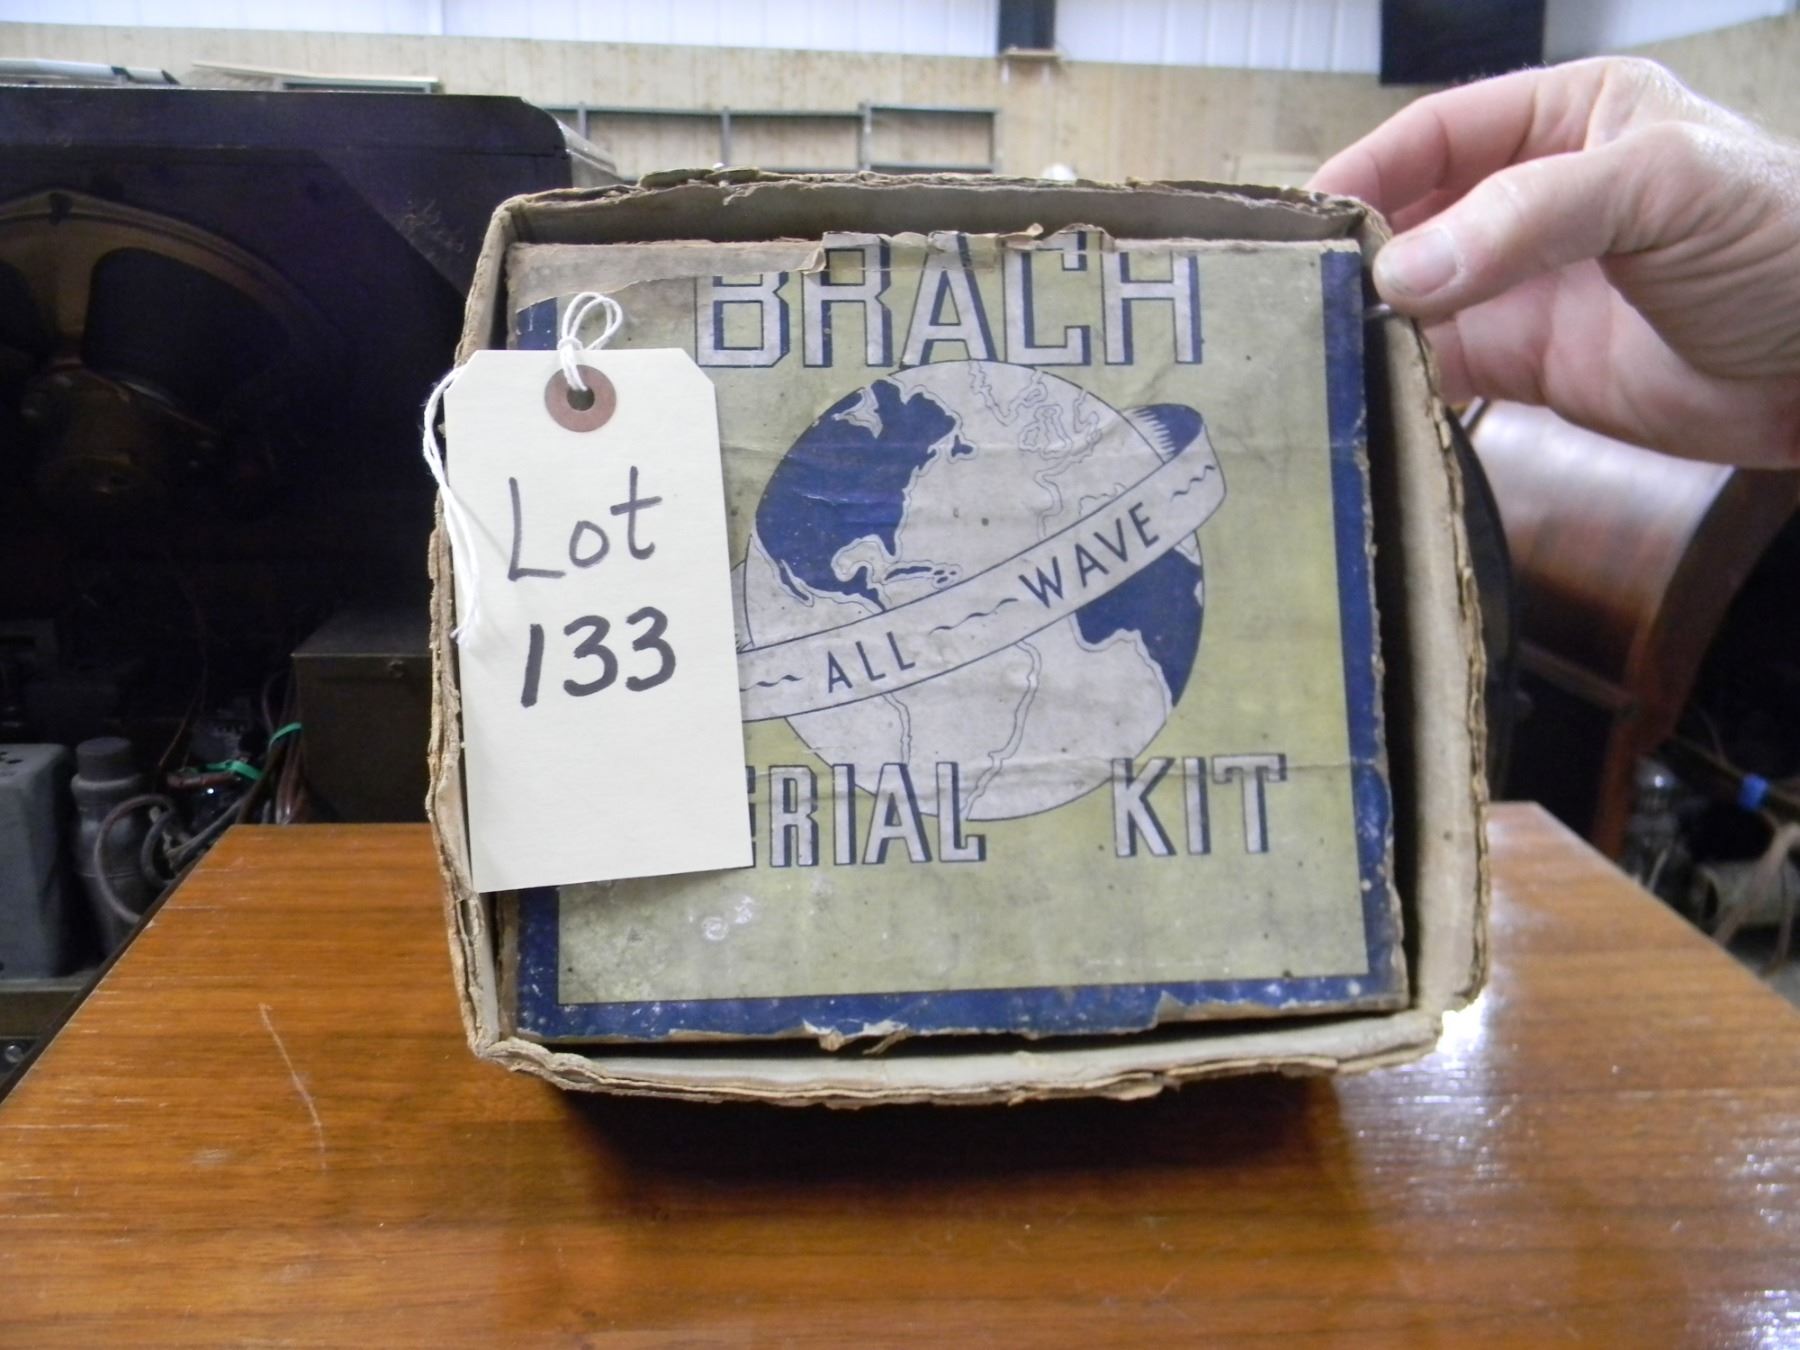 BRACH
Lot
133
ALL WAVE
ERIAL KIT